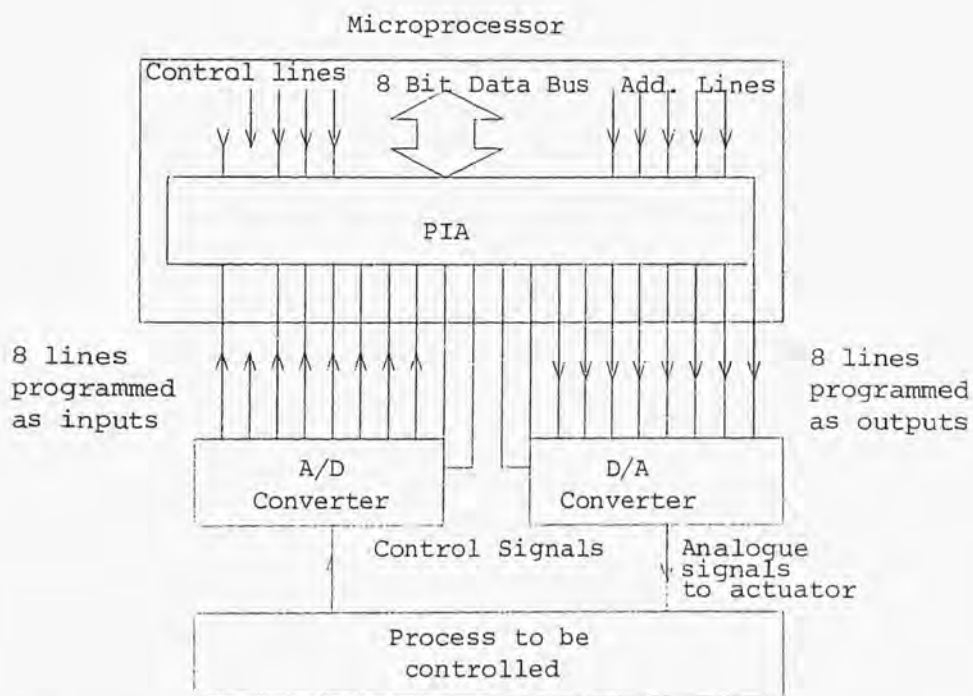 Microprocessor
Control lines
8 Bit Data Bus
Add. Lines
PIA
8 lines
programmed
as inputs
8 lines
programmed
as outputs
A/D
Converter
D/A
Converter
Control Signals
Analogue
signals
to actuator
Process to be
controlled